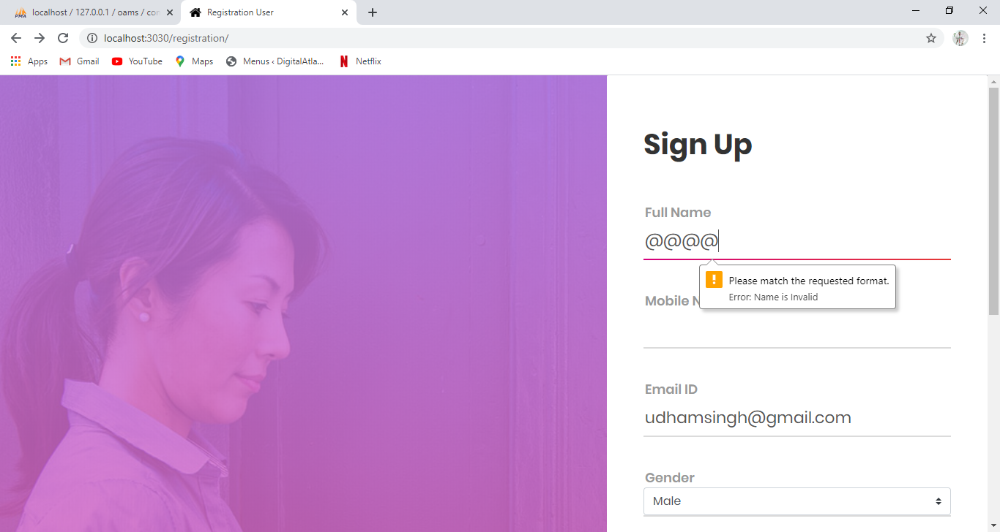 PMA localhost / 127.0.0.1 / oams / con
Registration User
localhost:3030/registration/
Apps Gmail YouTube Maps Menus ‹ DigitalAtla... Netflix
Sign Up
Full Name
@@@@
Please match the requested format.
Error: Name is Invalid
Mobile N
Email ID
udhamsingh@gmail.com
Gender
Male